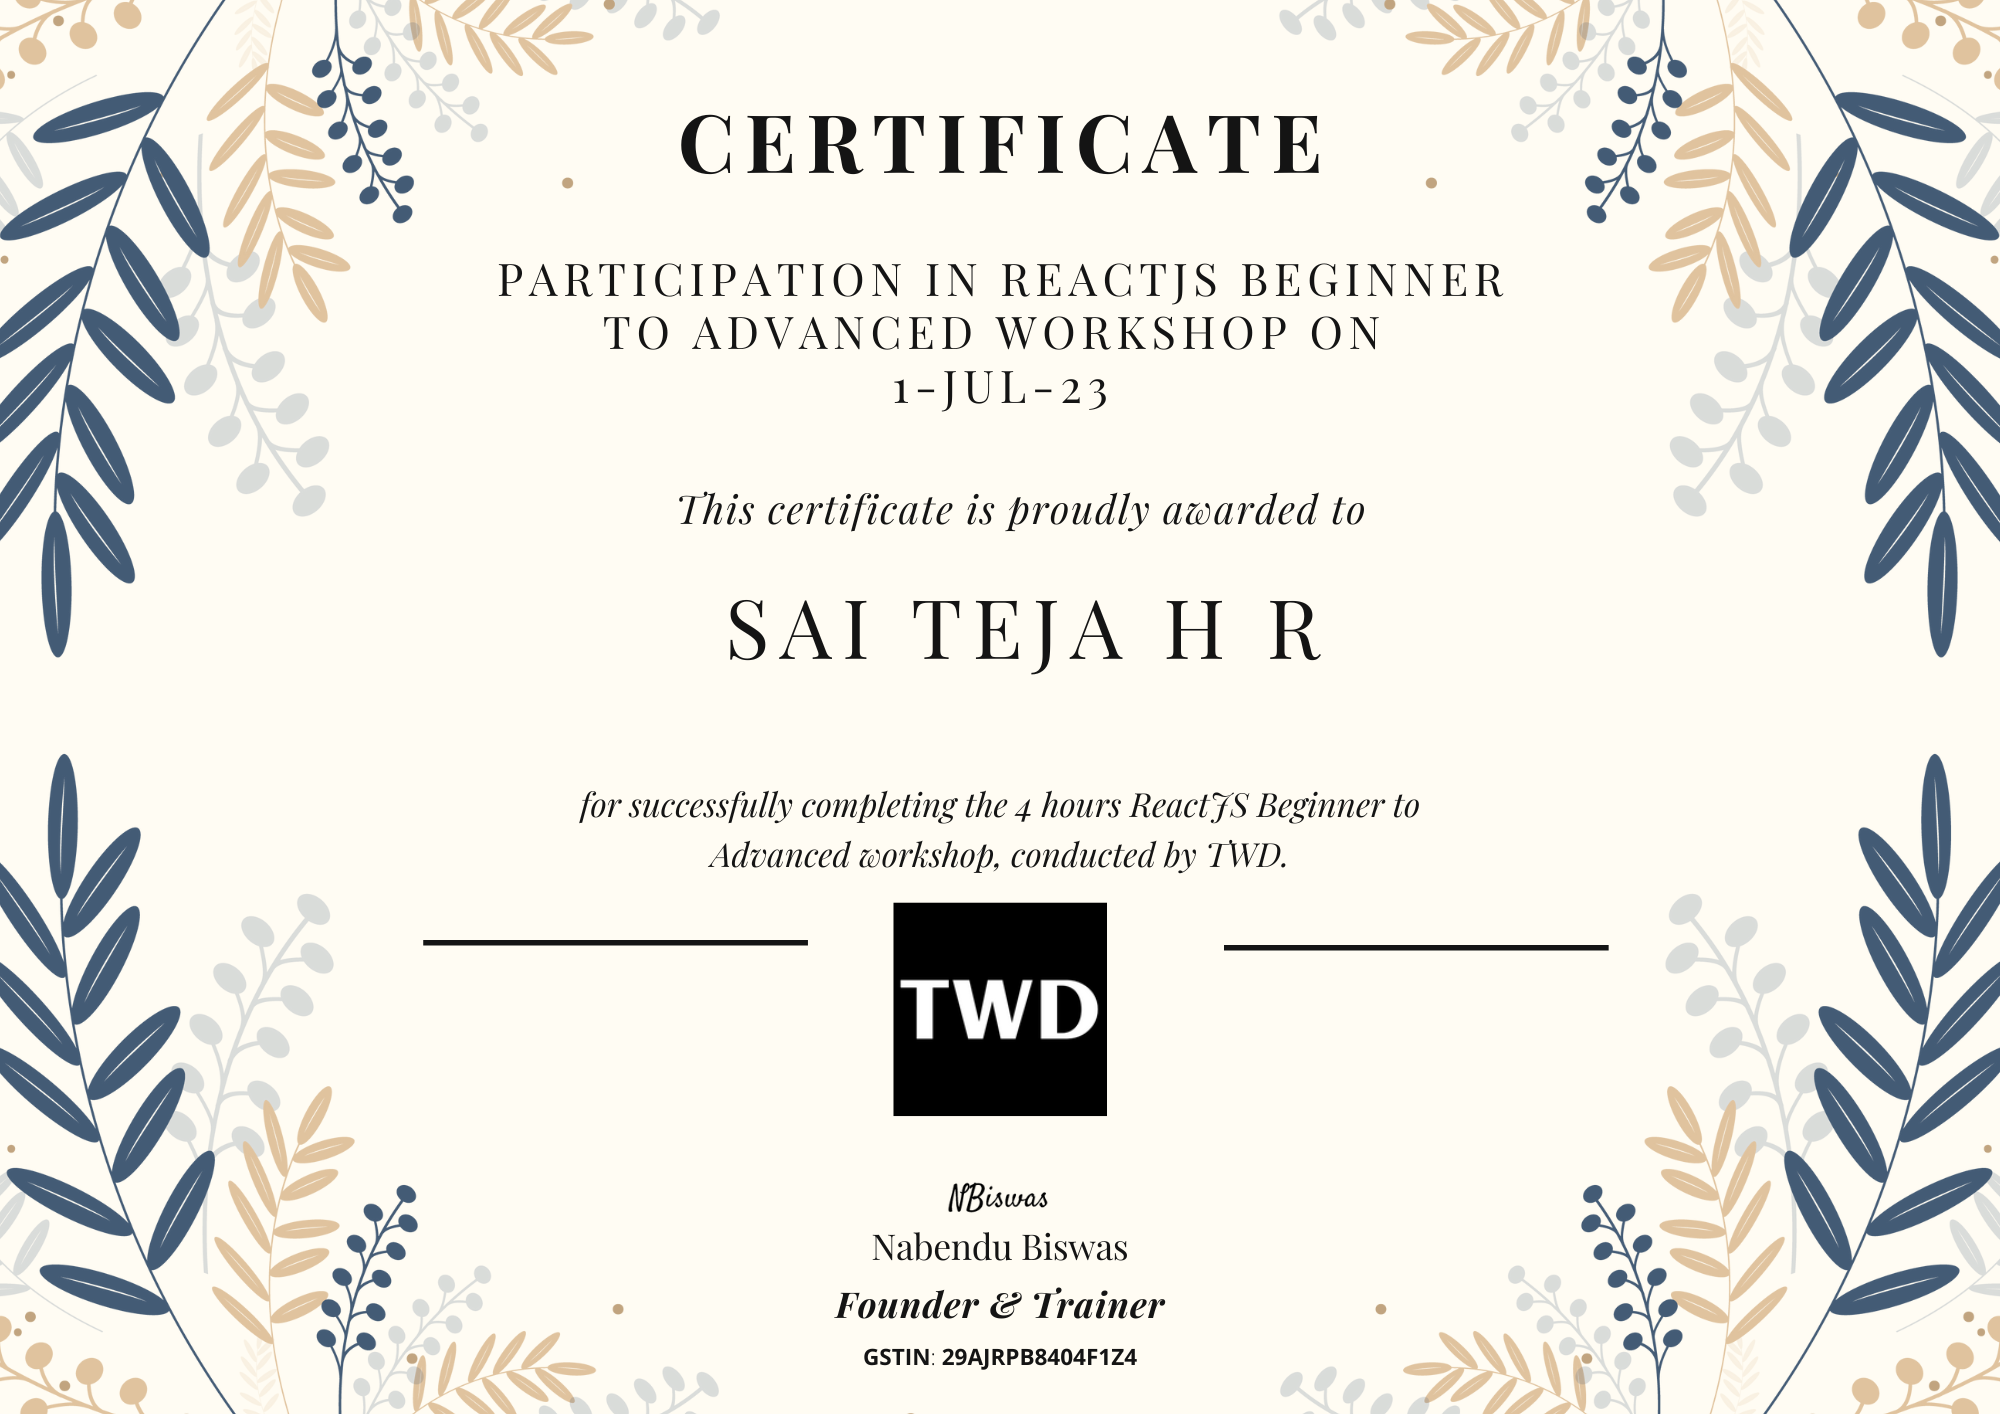 CERTIFICATE
PARTICIPATION IN REACTJS BEGINNER
TO ADVANCED WORKSHOP ON
1-JUL-23
This certificate is proudly awarded to
SAI TEJA H R
for successfully completing the 4 hours ReactJS Beginner to
Advanced workshop, conducted by TWD.
TWD
NBiswas
Nabendu Biswas
Founder & Trainer
GSTIN: 29AJRPB8404F1Z4